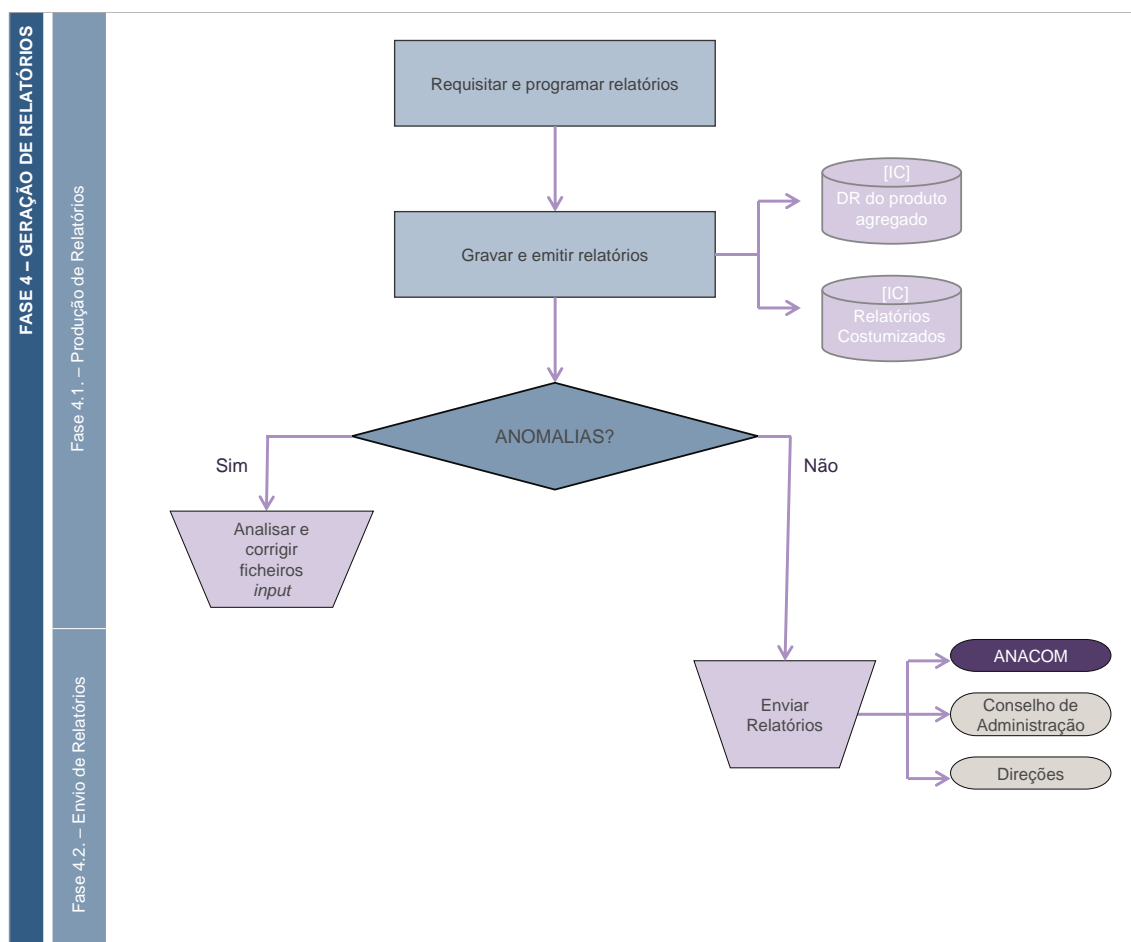 FASE 4 – GERAÇÃO DE RELATÓRIOS
Fase 4.1. – Produção de Relatórios
Requisitar e programar relatórios
Gravar e emitir relatórios
[IC]
DR do produto
agregado
[IC]
Relatórios
Costumizados
ANOMALIAS?
Sim
Não
Analisar e
corrigir
ficheiros
input
Fase 4.2. – Envio de Relatórios
Enviar
Relatórios
ANACOM
Conselho de
Administração
Direções